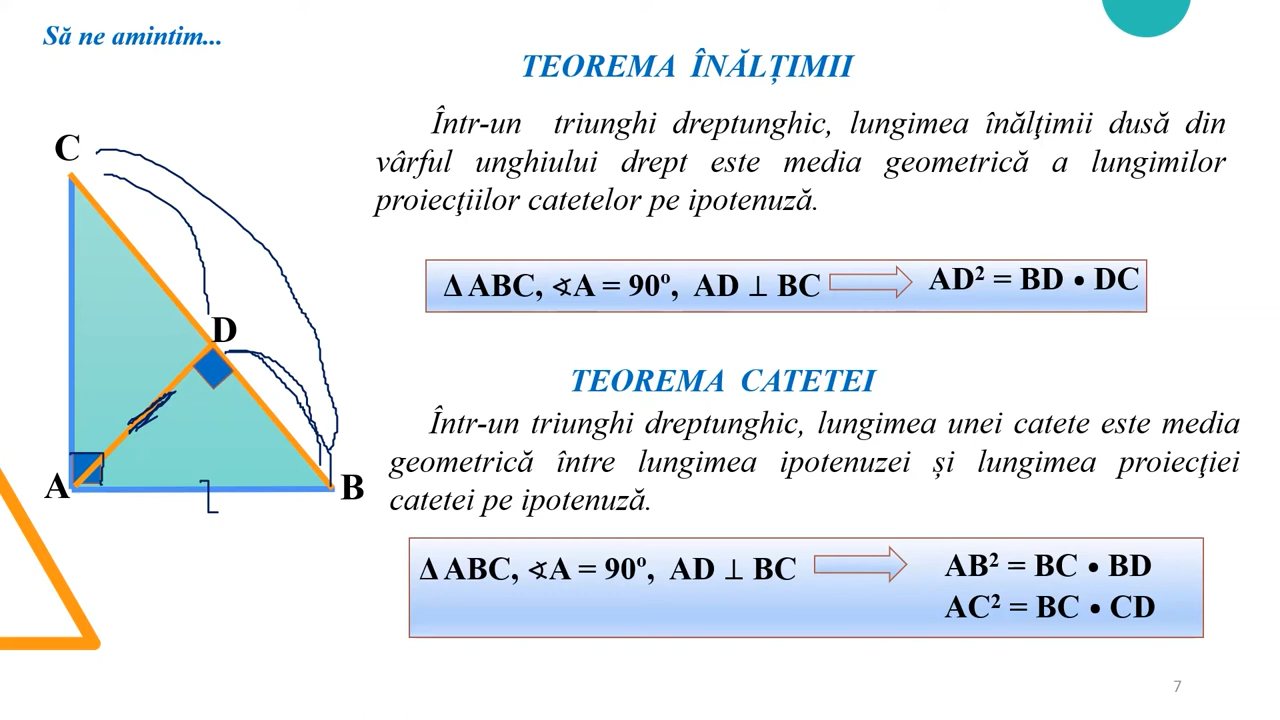 Să ne amintim...
TEOREMA ÎNĂLȚIMII
Într-un triunghi dreptunghic, lungimea înălţimii dusă din
vârful unghiului drept este media geometrică a lungimilor
proiecţiilor catetelor pe ipotenuză.
C
Δ ABC, ∢A = 90º, AD ⊥ BC
AD² = BD • DC
D
TEOREMA CATETEI
Într-un triunghi dreptunghic, lungimea unei catete este media
geometrică între lungimea ipotenuzei și lungimea proiecţiei
catetei pe ipotenuză.
A
B
Δ ABC, ∢A = 90º, AD ⊥ BC
AB² = BC • BD
AC² = BC • CD
7